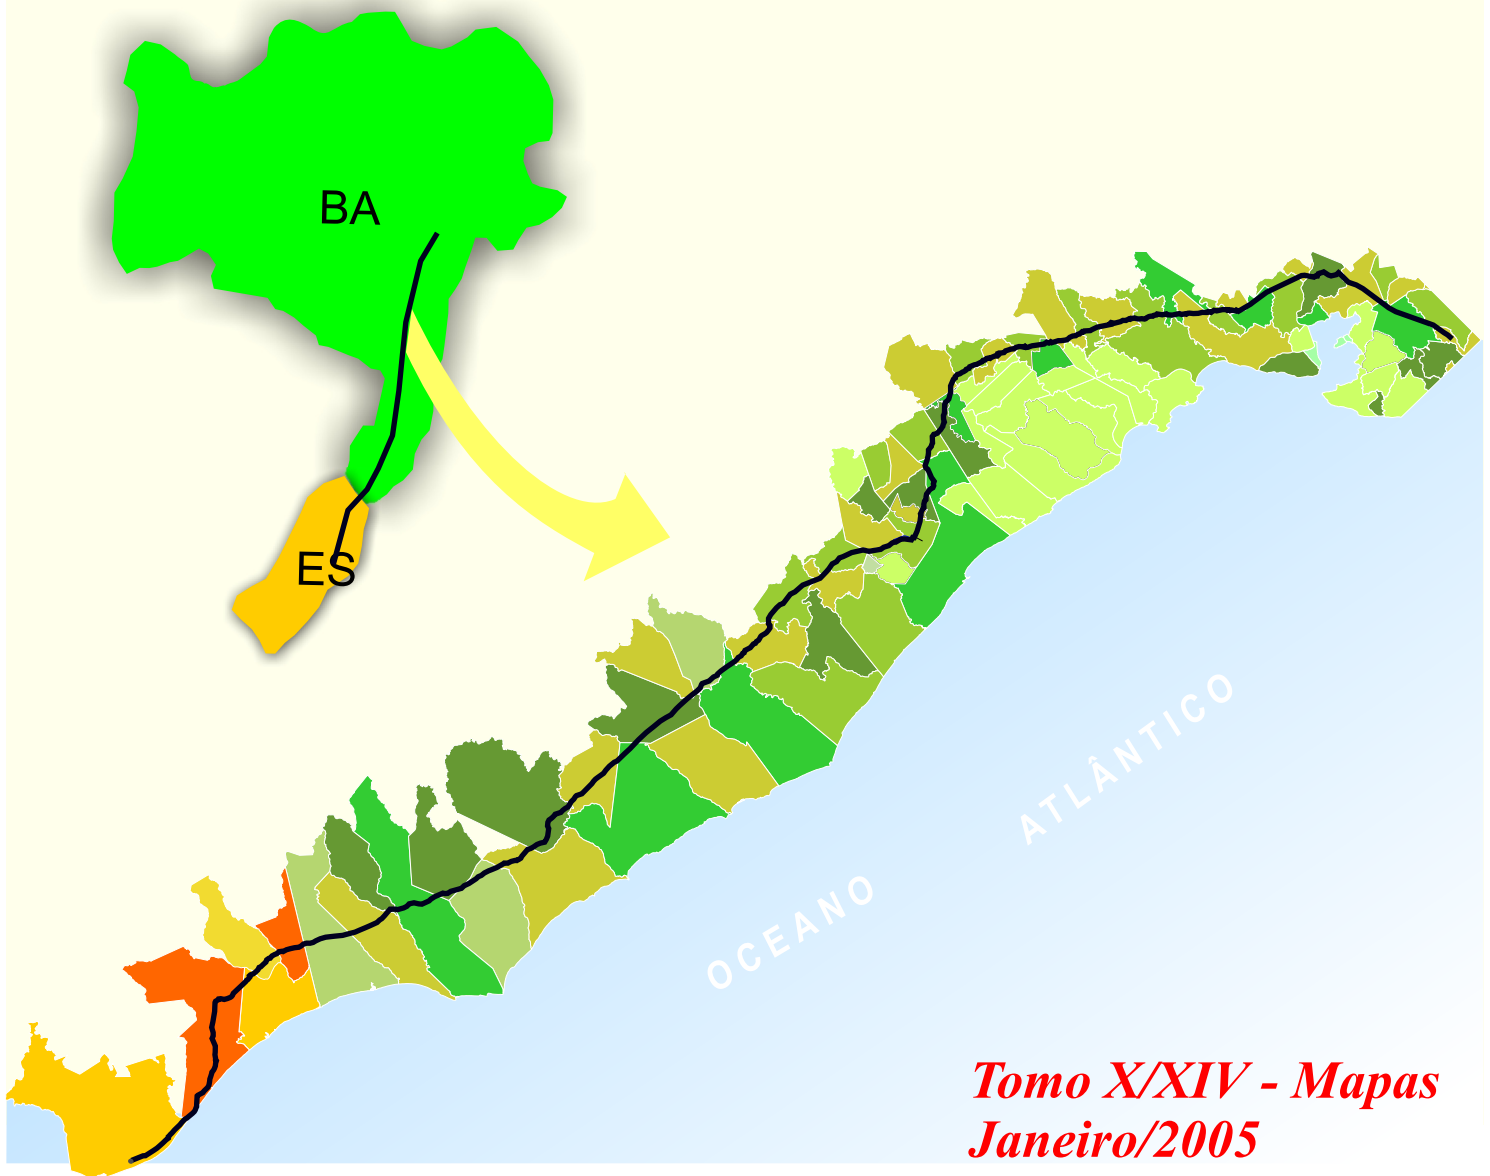 BA
ES
OCEANO ATLÂNTICO
Tomo X/XIV - Mapas
Janeiro/2005